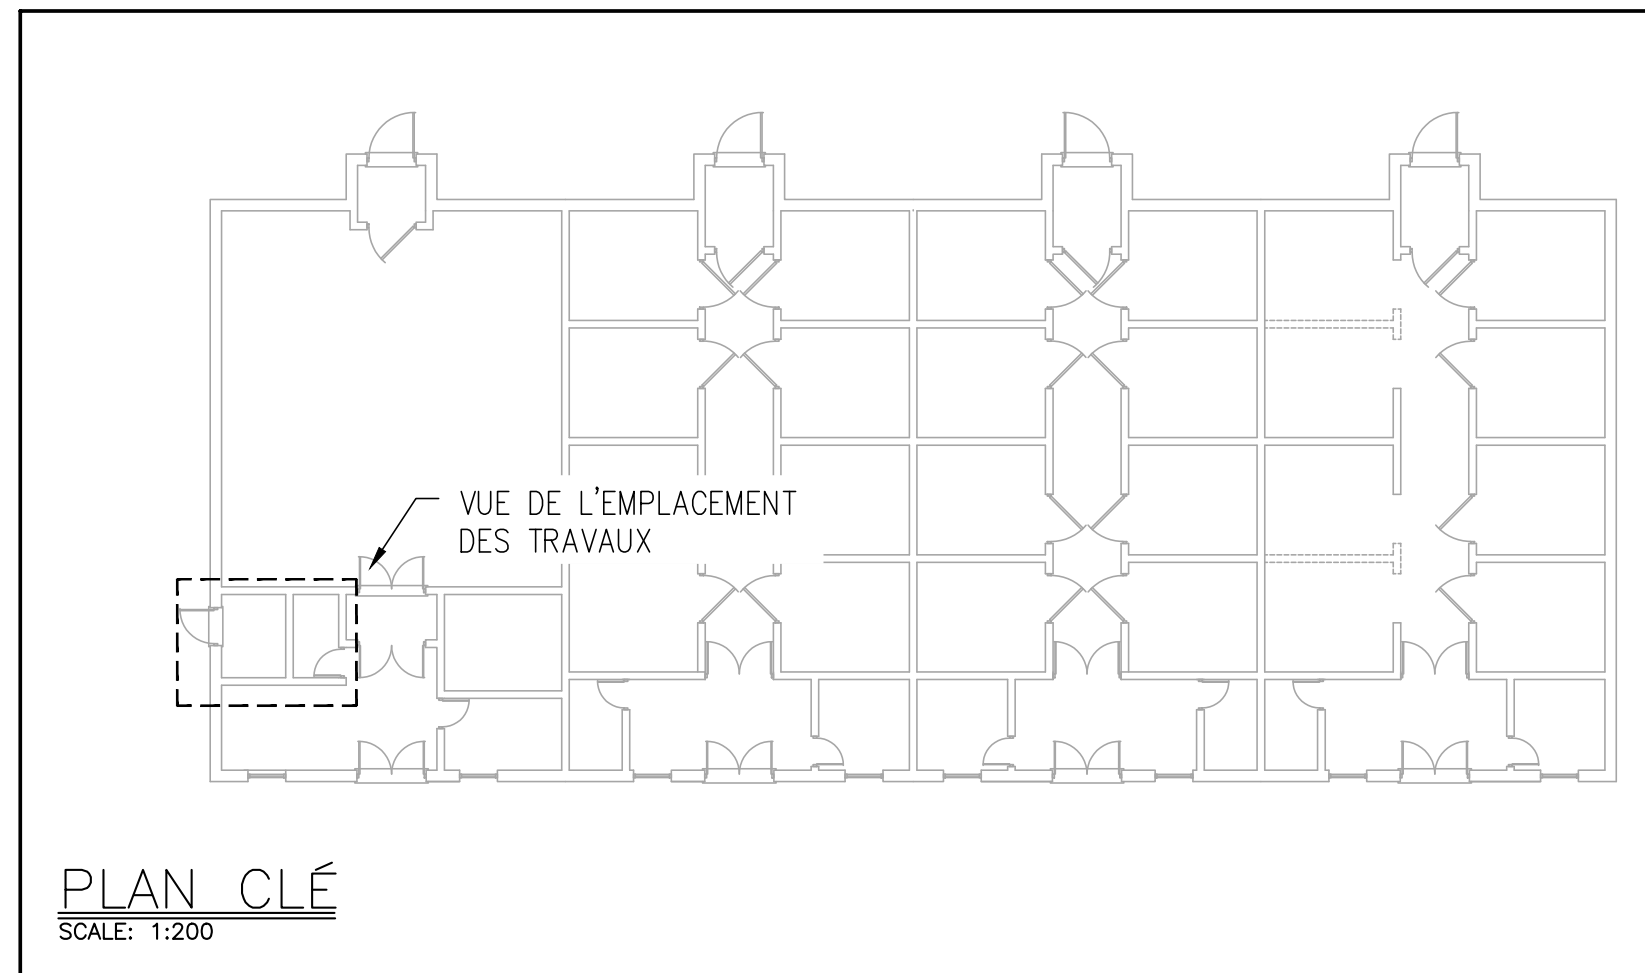 VUE DE L'EMPLACEMENT
DES TRAVAUX
PLAN CLÉ
SCALE: 1:200